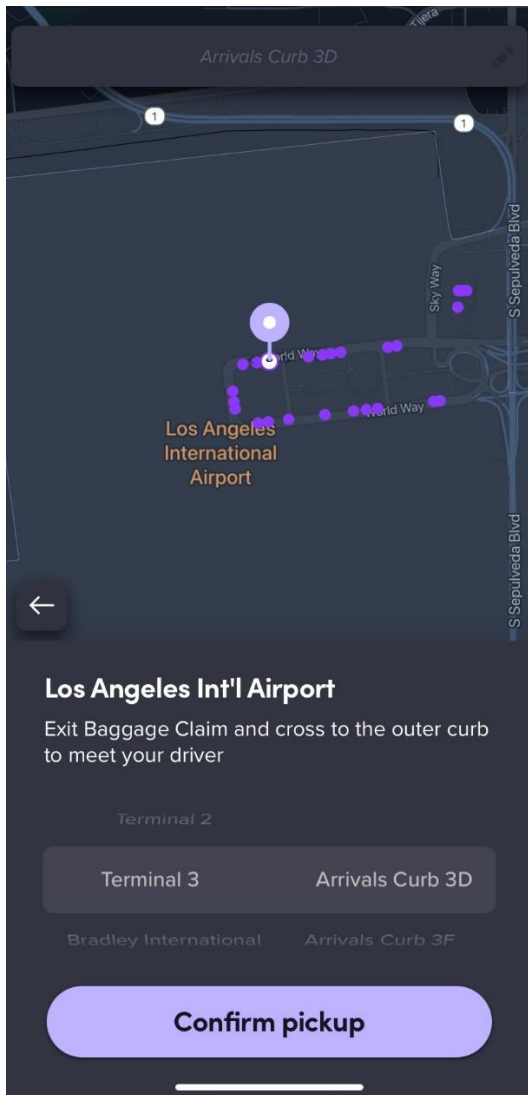 Tijera
Arrivals Curb 3D
1
1
S Sepulveda Blvd
Sky Way
World Way
World Way
Los Angeles
International
Airport
S Sepulveda Blvd
Los Angeles Int'l Airport
Exit Baggage Claim and cross to the outer curb
to meet your driver
Terminal 2
Terminal 3 Arrivals Curb 3D
Bradley International Arrivals Curb 3F
Confirm pickup